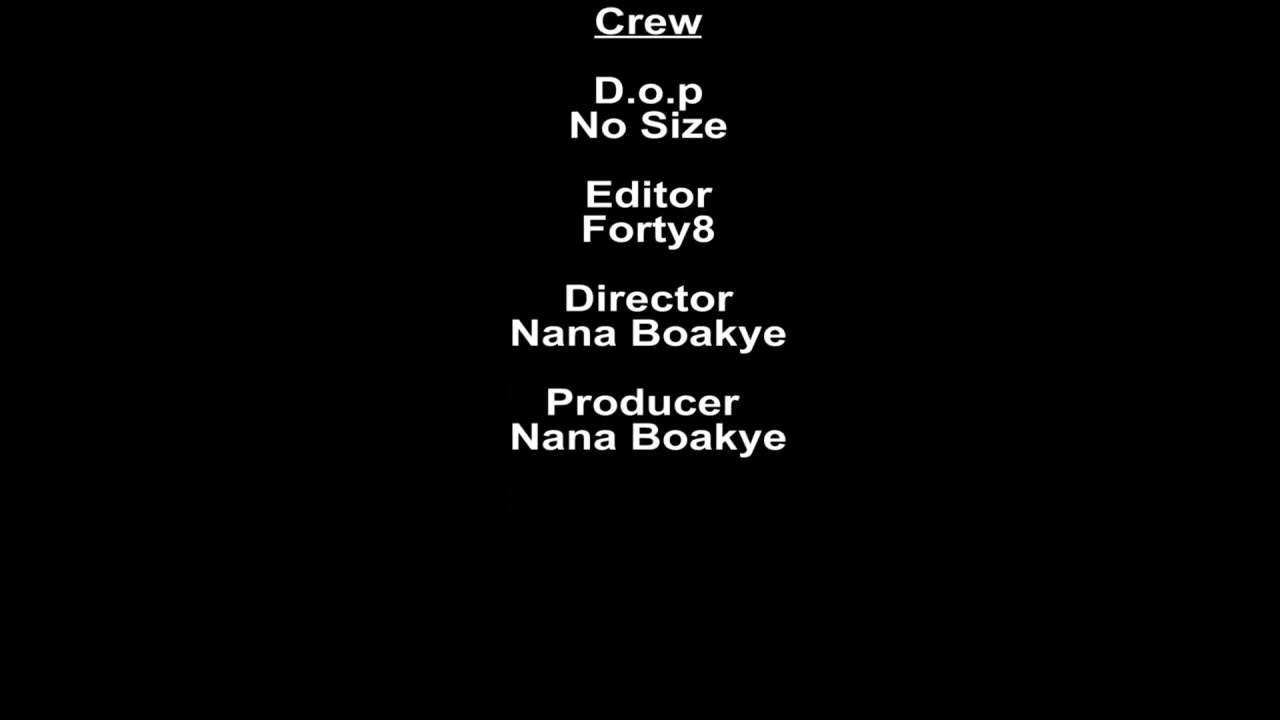 Crew
D.o.p
No Size
Editor
Forty8
Director
Nana Boakye
Producer
Nana Boakye